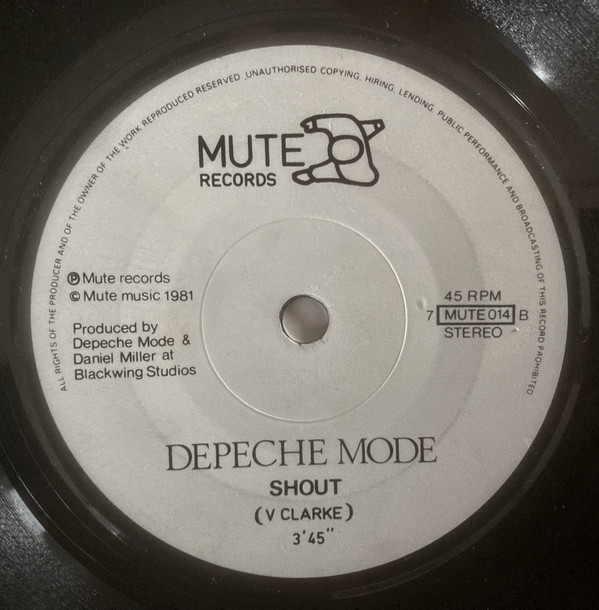 ALL RIGHTS OF THE PRODUCER AND OF THE OWNER OF THE WORK REPRODUCED RESERVED. UNAUTHORISED COPYING, HIRING, LENDING, PUBLIC PERFORMANCE AND BROADCASTING OF THIS RECORD PROHIBITED
MUTE
RECORDS
℗ Mute records
© Mute music 1981
Produced by
Depeche Mode &
Daniel Miller at
Blackwing Studios
45 RPM
7 MUTE 014 B
STEREO
DEPECHE MODE
SHOUT
(V CLARKE)
3'45"